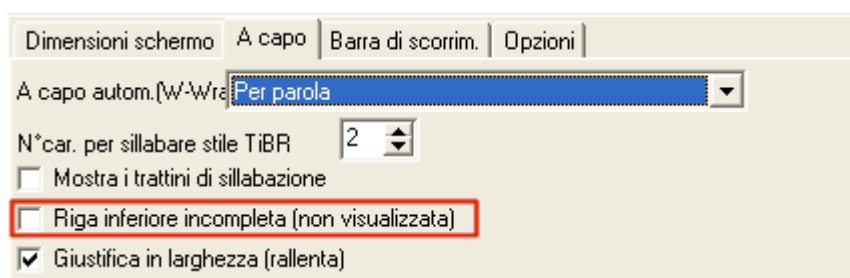 Dimensioni schermo A capo Barra di scorrim. Opzioni
A capo autom.(W-Wra Per parola
N°car. per sillabare stile TiBR 2
Mostra i trattini di sillabazione
Riga inferiore incompleta (non visualizzata)
Giustifica in larghezza (rallenta)